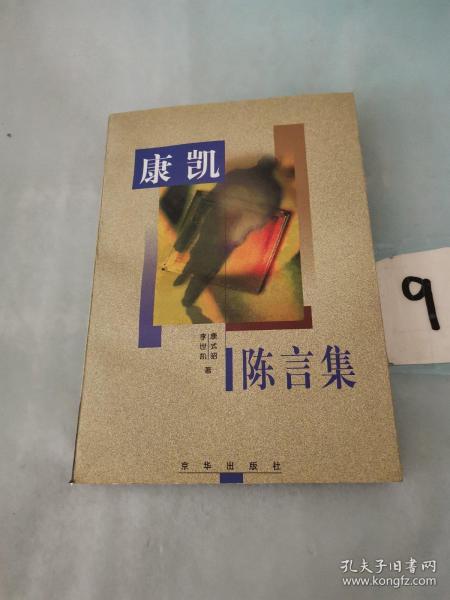 康凯
康式昭
李世凯
著
陈言集
京华出版社
9
孔夫子旧书网
www.kongfz.com